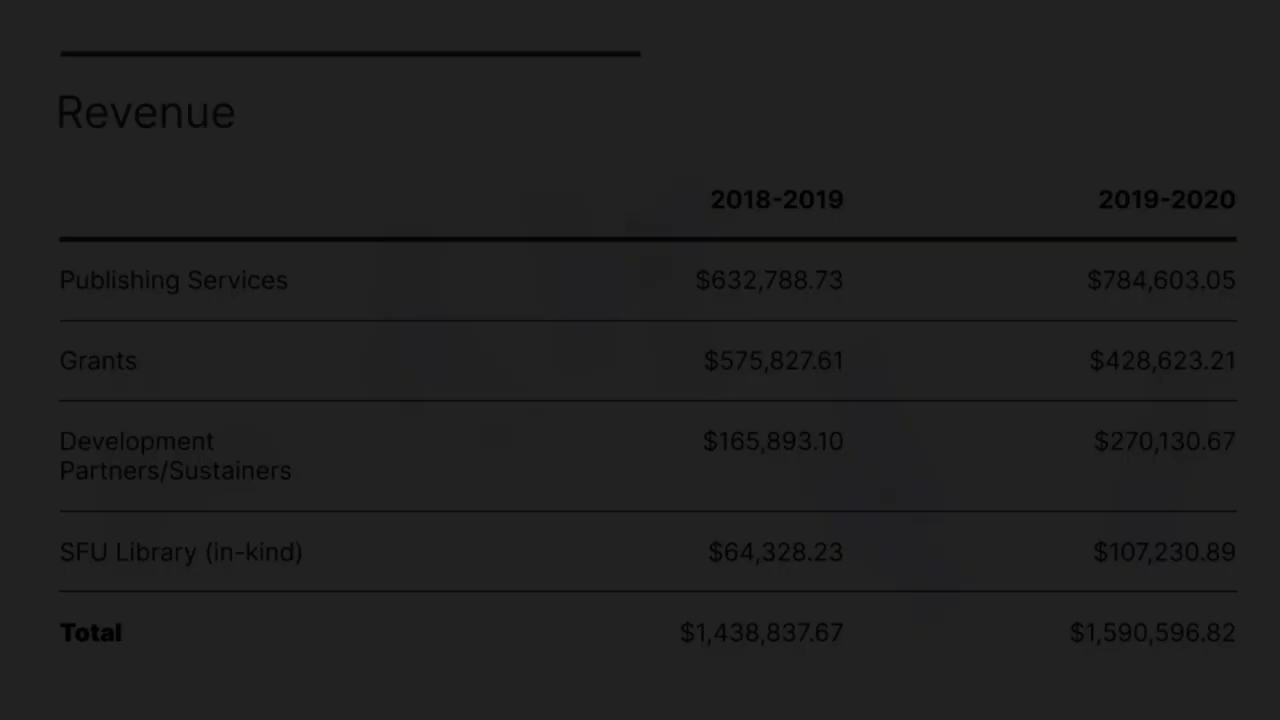 Revenue
2018-2019 2019-2020
Publishing Services $632,788.73 $784,603.05
Grants $575,827.61 $428,623.21
Development $165,893.10 $270,130.67
Partners/Sustainers
SFU Library (in-kind) $64,328.23 $107,230.89
Total $1,438,837.67 $1,590,596.82